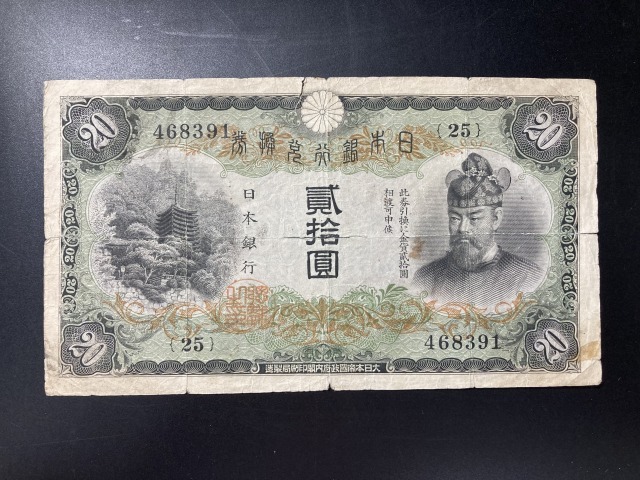 20
468391
日本銀行兌換券
{25}
20
日本銀行
貳拾圓
此券引換に金貨貳拾圓
相渡可申候
20
{25}
468391
20
大日本帝國政府内閣印刷局製造